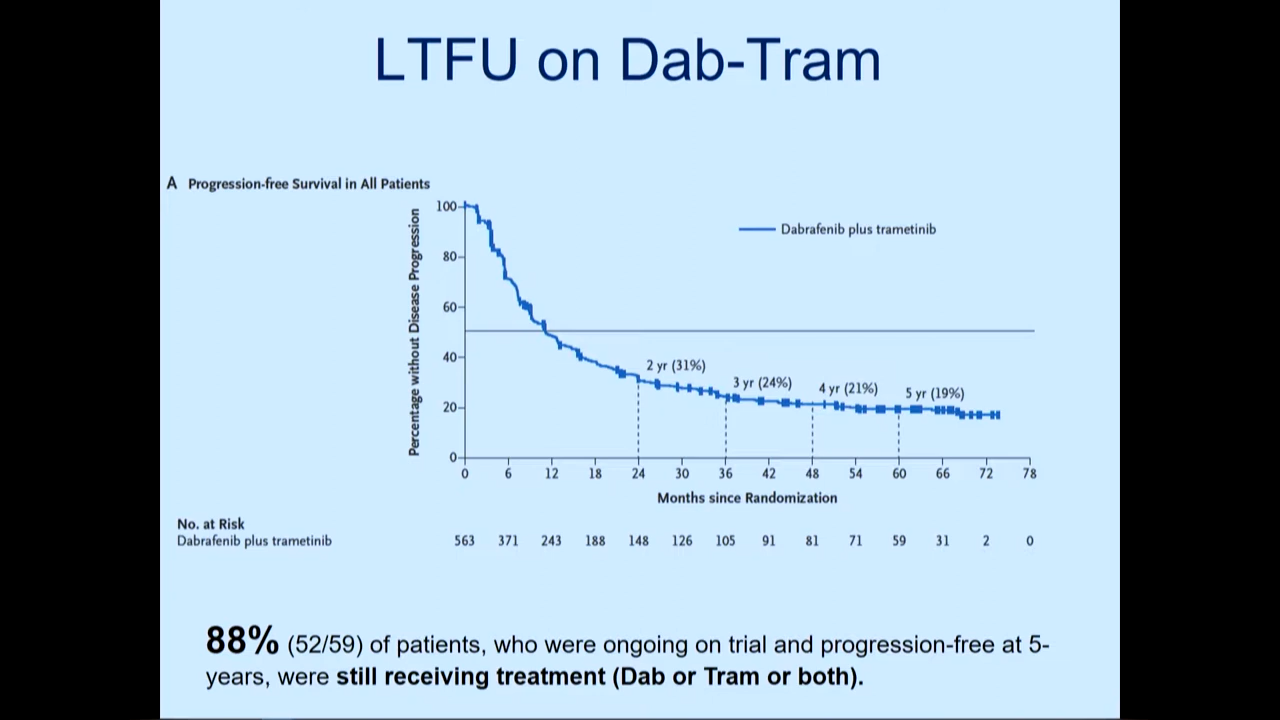 LTFU on Dab-Tram
A Progression-free Survival in All Patients
Percentage without Disease Progression
100
80
60
40
20
0
Dabrafenib plus trametinib
2 yr (31%)
3 yr (24%)
4 yr (21%)
5 yr (19%)
0 6 12 18 24 30 36 42 48 54 60 66 72 78
Months since Randomization
No. at Risk
Dabrafenib plus trametinib 563 371 243 188 148 126 105 91 81 71 59 31 2 0
88% (52/59) of patients, who were ongoing on trial and progression-free at 5-
years, were still receiving treatment (Dab or Tram or both).